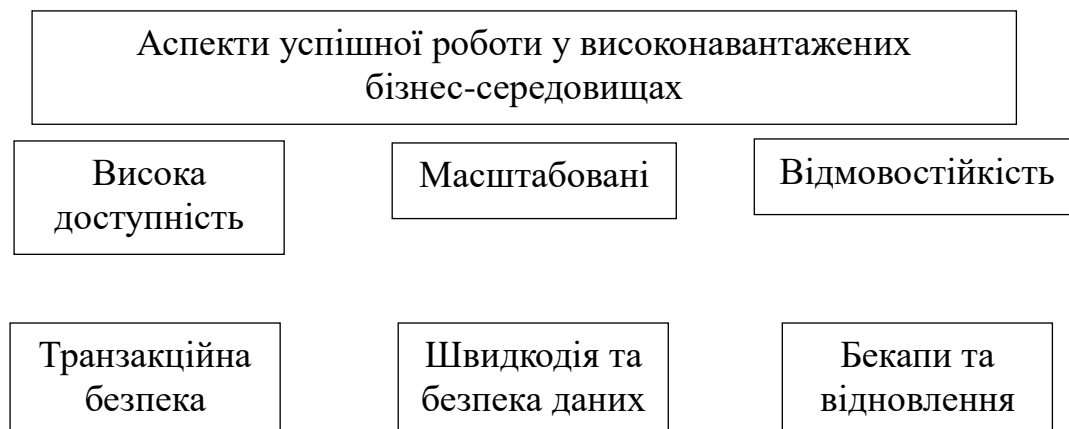 Аспекти успішної роботи у високонавантажених
бізнес-середовищах
Висока
доступність
Масштабовані
Відмовостійкість
Транзакційна
безпека
Швидкодія та
безпека даних
Бекапи та
відновлення